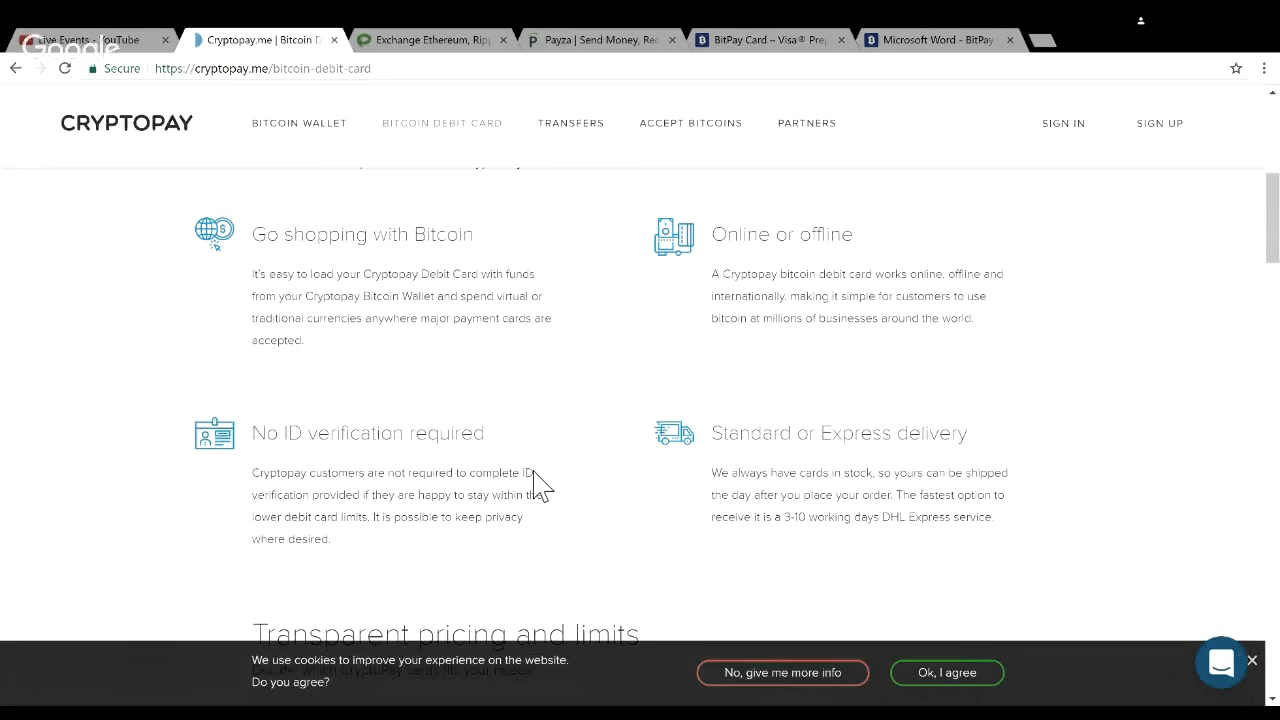 Google
Live Events - YouTube
Cryptopay.me | Bitcoin D
Exchange Ethereum, Ripp
Payza | Send Money, Rec
BitPay Card – Visa® Prep
Microsoft Word - BitPay
Secure
https://cryptopay.me/bitcoin-debit-card
CRYPTOPAY
BITCOIN WALLET
BITCOIN DEBIT CARD
TRANSFERS
ACCEPT BITCOINS
PARTNERS
SIGN IN
SIGN UP
Go shopping with Bitcoin
It's easy to load your Cryptopay Debit Card with funds
from your Cryptopay Bitcoin Wallet and spend virtual or
traditional currencies anywhere major payment cards are
accepted.
Online or offline
A Cryptopay bitcoin debit card works online, offline and
internationally, making it simple for customers to use
bitcoin at millions of businesses around the world.
No ID verification required
Cryptopay customers are not required to complete ID
verification provided if they are happy to stay within the
lower debit card limits. It is possible to keep privacy
where desired.
Standard or Express delivery
We always have cards in stock, so yours can be shipped
the day after you place your order. The fastest option to
receive it is a 3-10 working days DHL Express service.
Transparent pricing and limits
We use cookies to improve your experience on the website.
Do you agree?
No, give me more info
Ok, I agree